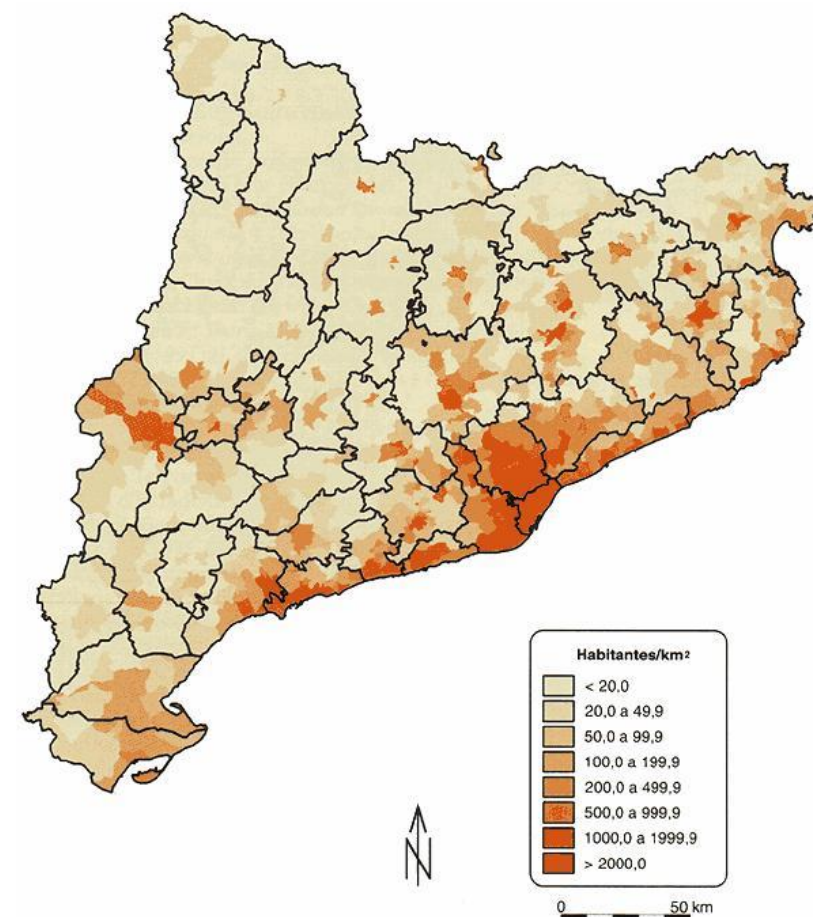 Habitantes/km²
< 20,0
20,0 a 49,9
50,0 a 99,9
100,0 a 199,9
200,0 a 499,9
500,0 a 999,9
1000,0 a 1999,9
> 2000,0
N
0 50 km